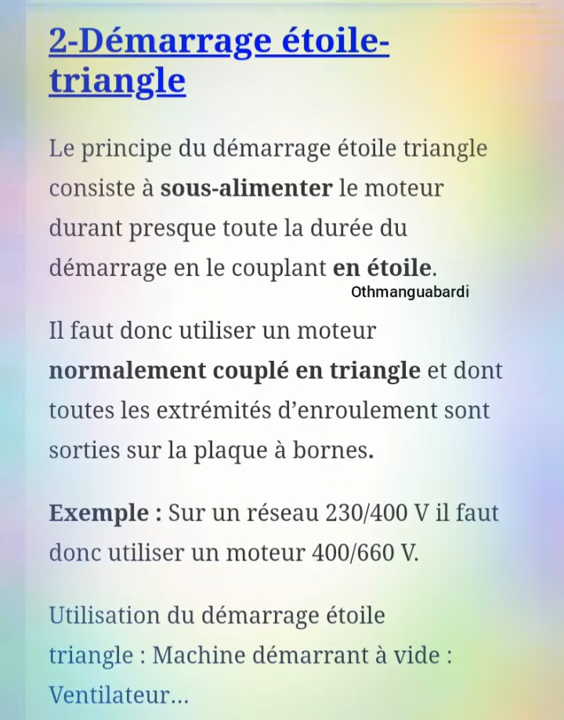 2-Démarrage étoile-
triangle
Le principe du démarrage étoile triangle
consiste à sous-alimenter le moteur
durant presque toute la durée du
démarrage en le couplant en étoile.
Othmanguabardi
Il faut donc utiliser un moteur
normalement couplé en triangle et dont
toutes les extrémités d’enroulement sont
sorties sur la plaque à bornes.
Exemple : Sur un réseau 230/400 V il faut
donc utiliser un moteur 400/660 V.
Utilisation du démarrage étoile
triangle : Machine démarrant à vide :
Ventilateur...